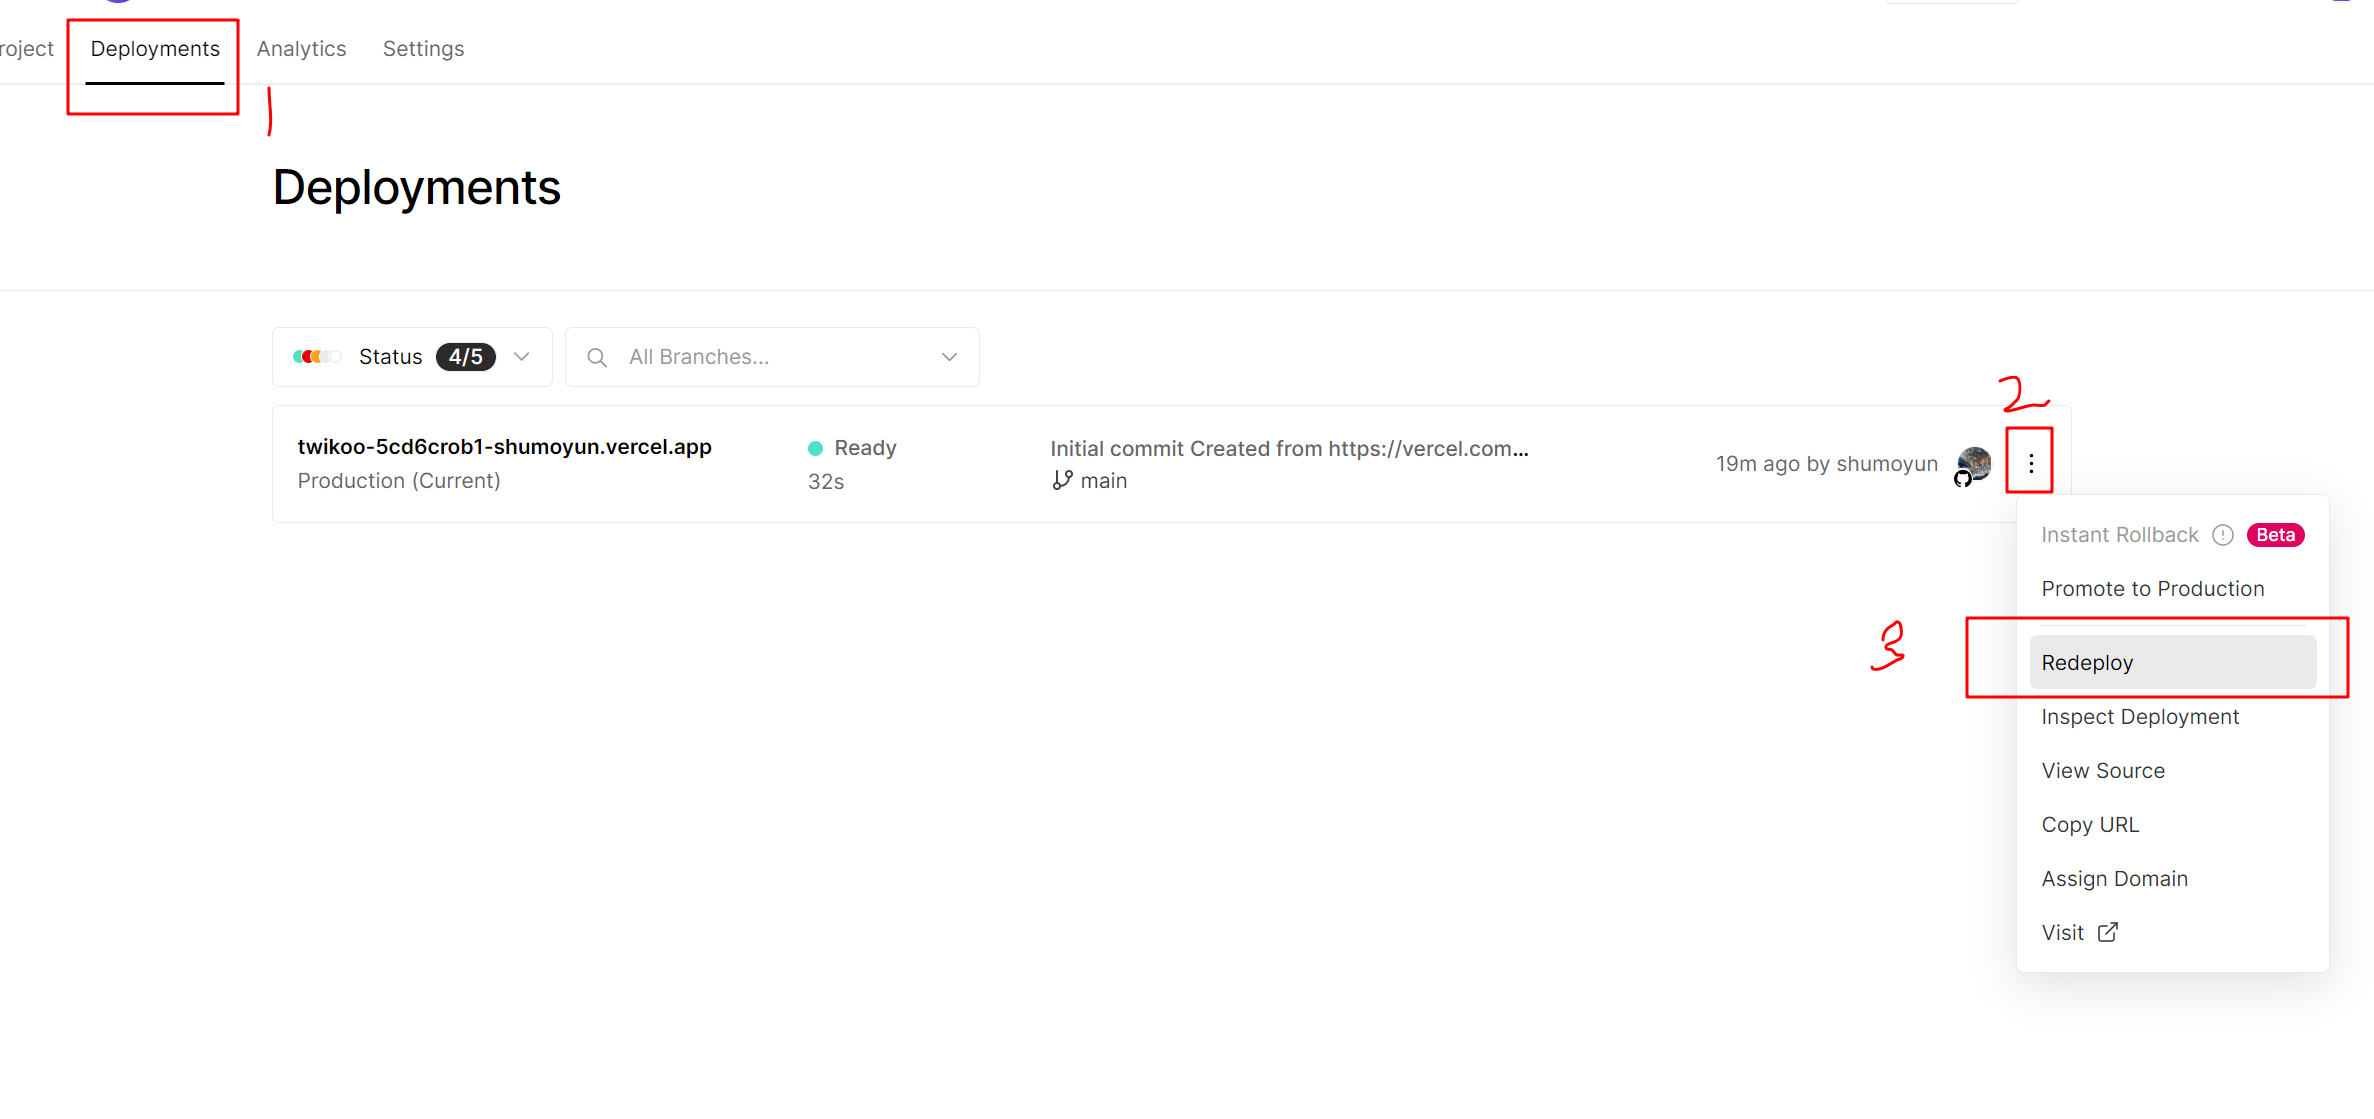 roject Deployments Analytics Settings
1
Deployments
Status 4/5 All Branches...
2
twikoo-5cd6crob1-shumoyun.vercel.app Ready Initial commit Created from https://vercel.com...
19m ago by shumoyun
Production (Current) 32s main
Instant Rollback Beta
Promote to Production
3
Redeploy
Inspect Deployment
View Source
Copy URL
Assign Domain
Visit